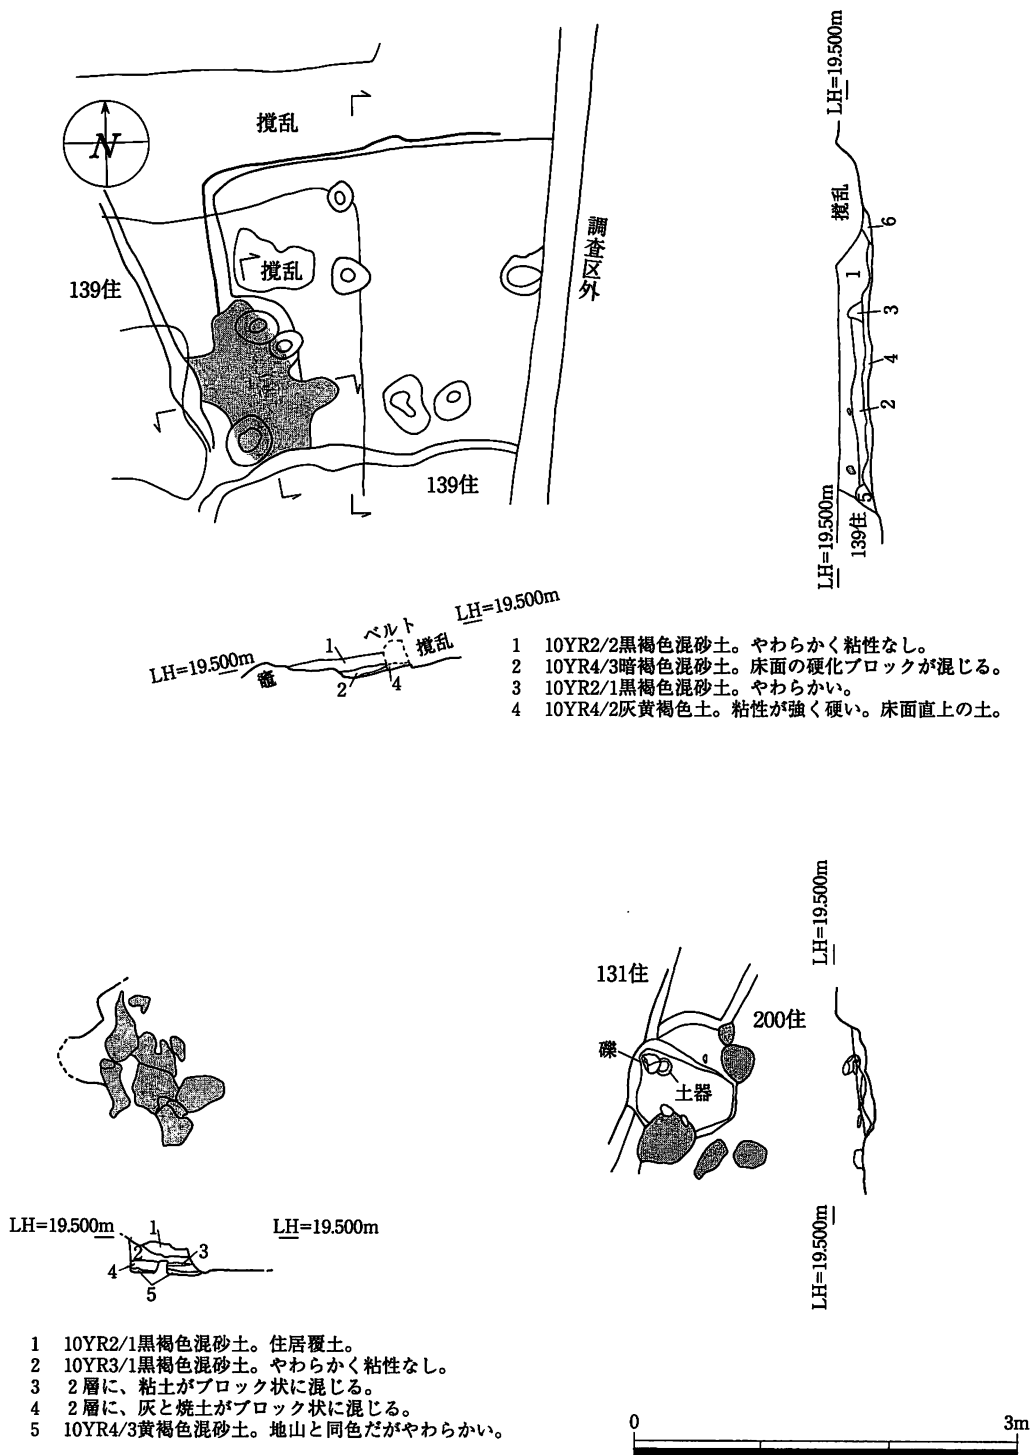 LH=19.500m
撹乱
N
撹乱
6
調査区外
撹乱
1
139住
3
4
2
139住
5
139住
LH=19.500m
LH=19.500m
1
ベルト
撹乱
LH=19.500m
竈
2
4
1 10YR2/2黒褐色混砂土。やわらかく粘性なし。
2 10YR4/3暗褐色混砂土。床面の硬化ブロックが混じる。
3 10YR2/1黒褐色混砂土。やわらかい。
4 10YR4/2灰黄褐色土。粘性が強く硬い。床面直上の土。
LH=19.500m
131住
200住
礫
土器
LH=19.500m
LH=19.500m
1
LH=19.500m
2
3
4
5
1 10YR2/1黒褐色混砂土。住居覆土。
2 10YR3/1黒褐色混砂土。やわらかく粘性なし。
3 2層に、粘土がブロック状に混じる。
4 2層に、灰と焼土がブロック状に混じる。
5 10YR4/3黄褐色混砂土。地山と同色だがやわらかい。
0
3m